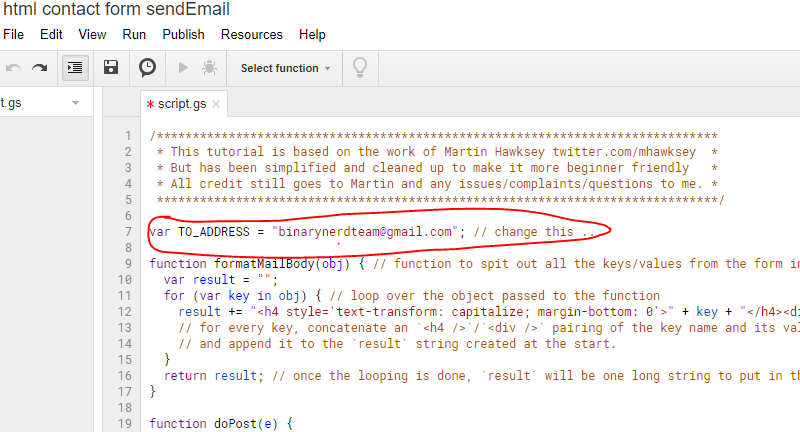 html contact form sendEmail
File Edit View Run Publish Resources Help
Select function
t.gs
* script.gs ×
1 /******************************************************************************
2 * This tutorial is based on the work of Martin Hawksey twitter.com/mhawksey *
3 * But has been simplified and cleaned up to make it more beginner friendly *
4 * All credit still goes to Martin and any issues/complaints/questions to me. *
5 ******************************************************************************/
6
7 var TO_ADDRESS = "binarynerdteam@gmail.com"; // change this ...
8
9 function formatMailBody(obj) { // function to spit out all the keys/values from the form in
10 var result = "";
11 for (var key in obj) { // loop over the object passed to the function
12 result += "<h4 style='text-transform: capitalize; margin-bottom: 0'>" + key + "</h4><di
13 // for every key, concatenate an `<h4 />`/`<div />` pairing of the key name and its val
14 // and append it to the `result` string created at the start.
15 }
16 return result; // once the looping is done, `result` will be one long string to put in th
17 }
18
19 function doPost(e) {